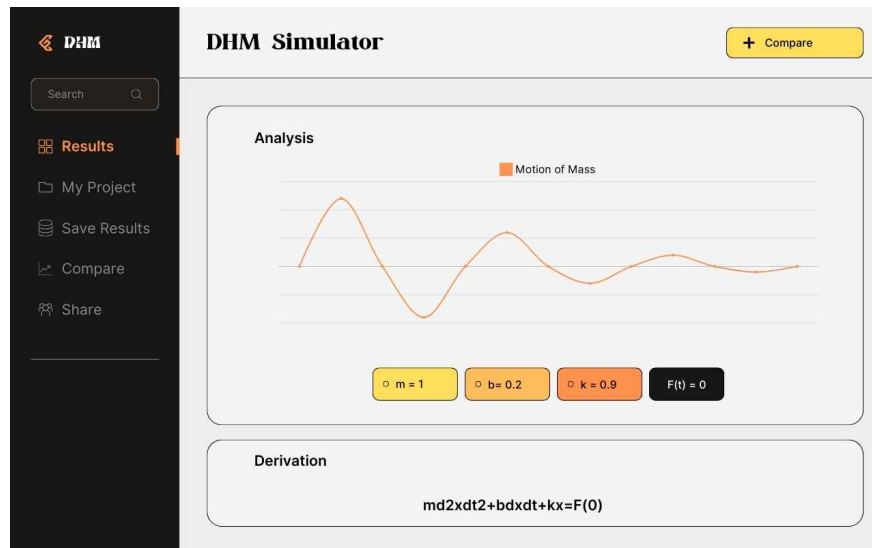 DHM
Search
Results
My Project
Save Results
Compare
Share
DHM Simulator
+ Compare
Analysis
Motion of Mass
m = 1
b= 0.2
k = 0.9
F(t) = 0
Derivation
md2xdt2+bdxdt+kx=F(0)